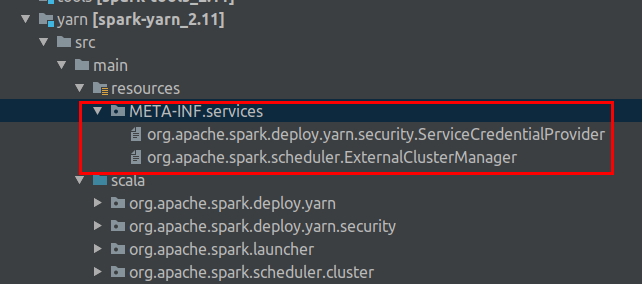 tools [spark-tools_2.11]
yarn [spark-yarn_2.11]
src
main
resources
META-INF.services
org.apache.spark.deploy.yarn.security.ServiceCredentialProvider
org.apache.spark.scheduler.ExternalClusterManager
scala
org.apache.spark.deploy.yarn
org.apache.spark.deploy.yarn.security
org.apache.spark.launcher
org.apache.spark.scheduler.cluster